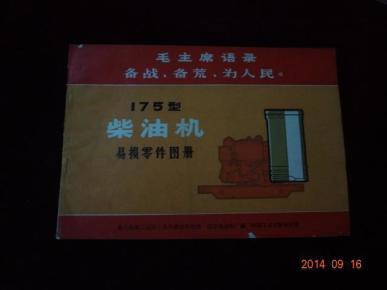 毛主席语录
备战、备荒、为人民。
175型
柴油机
易损零件图册
2014 09 16